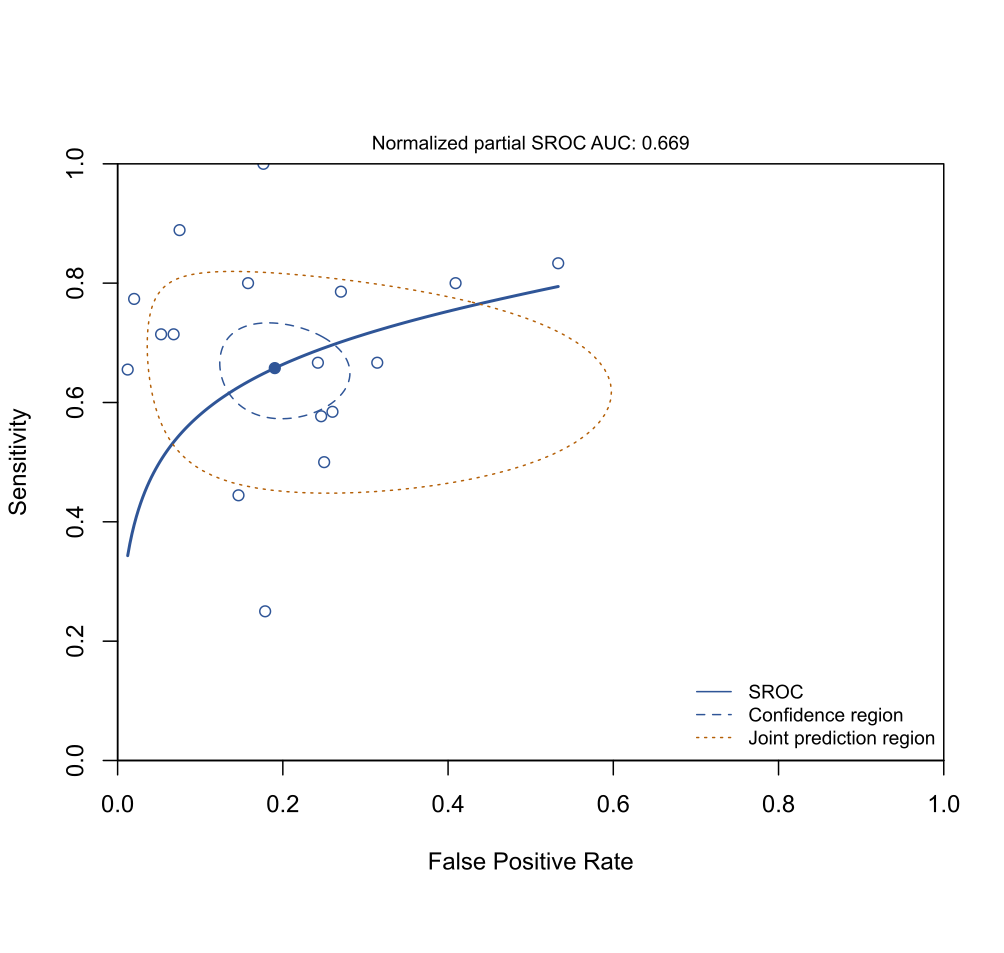 Normalized partial SROC AUC: 0.669
1.0
0.8
0.6
0.4
0.2
0.0
Sensitivity
SROC
Confidence region
Joint prediction region
0.0 0.2 0.4 0.6 0.8 1.0
False Positive Rate